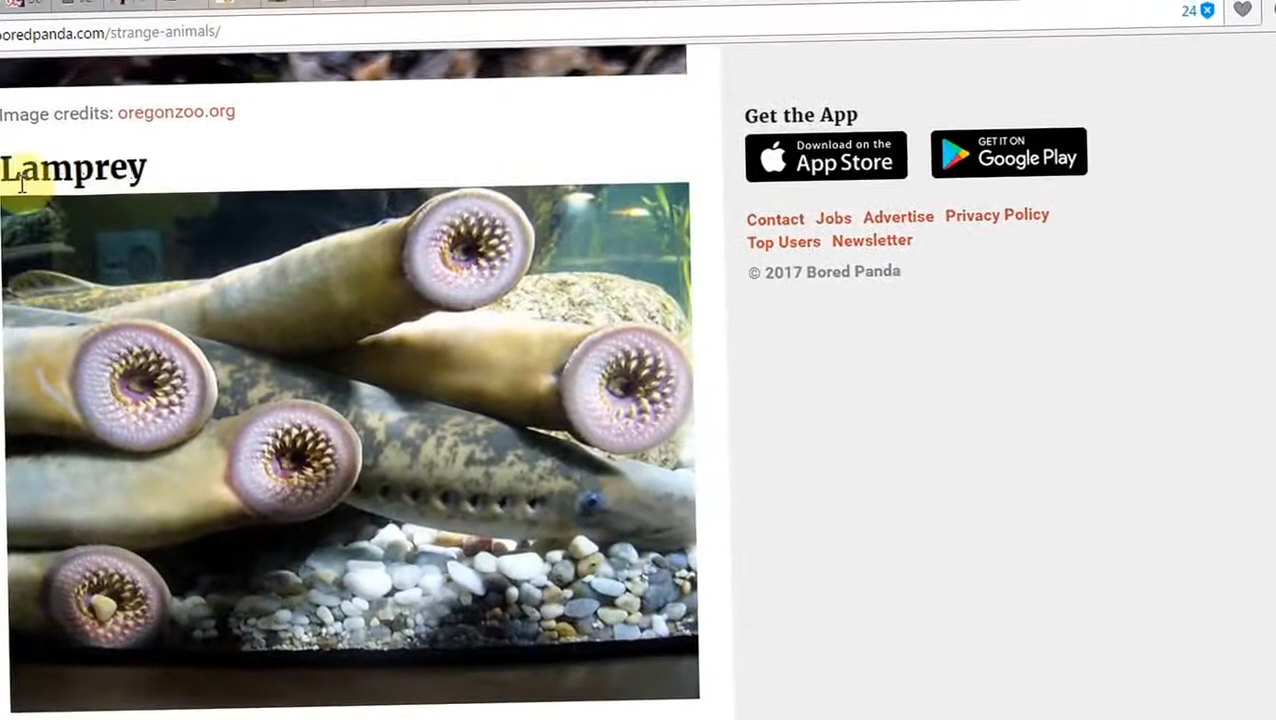 24
oredpanda.com/strange-animals/
Image credits: oregonzoo.org
Lamprey
Get the App
Download on the
App Store
GET IT ON
Google Play
Contact Jobs Advertise Privacy Policy
Top Users Newsletter
© 2017 Bored Panda